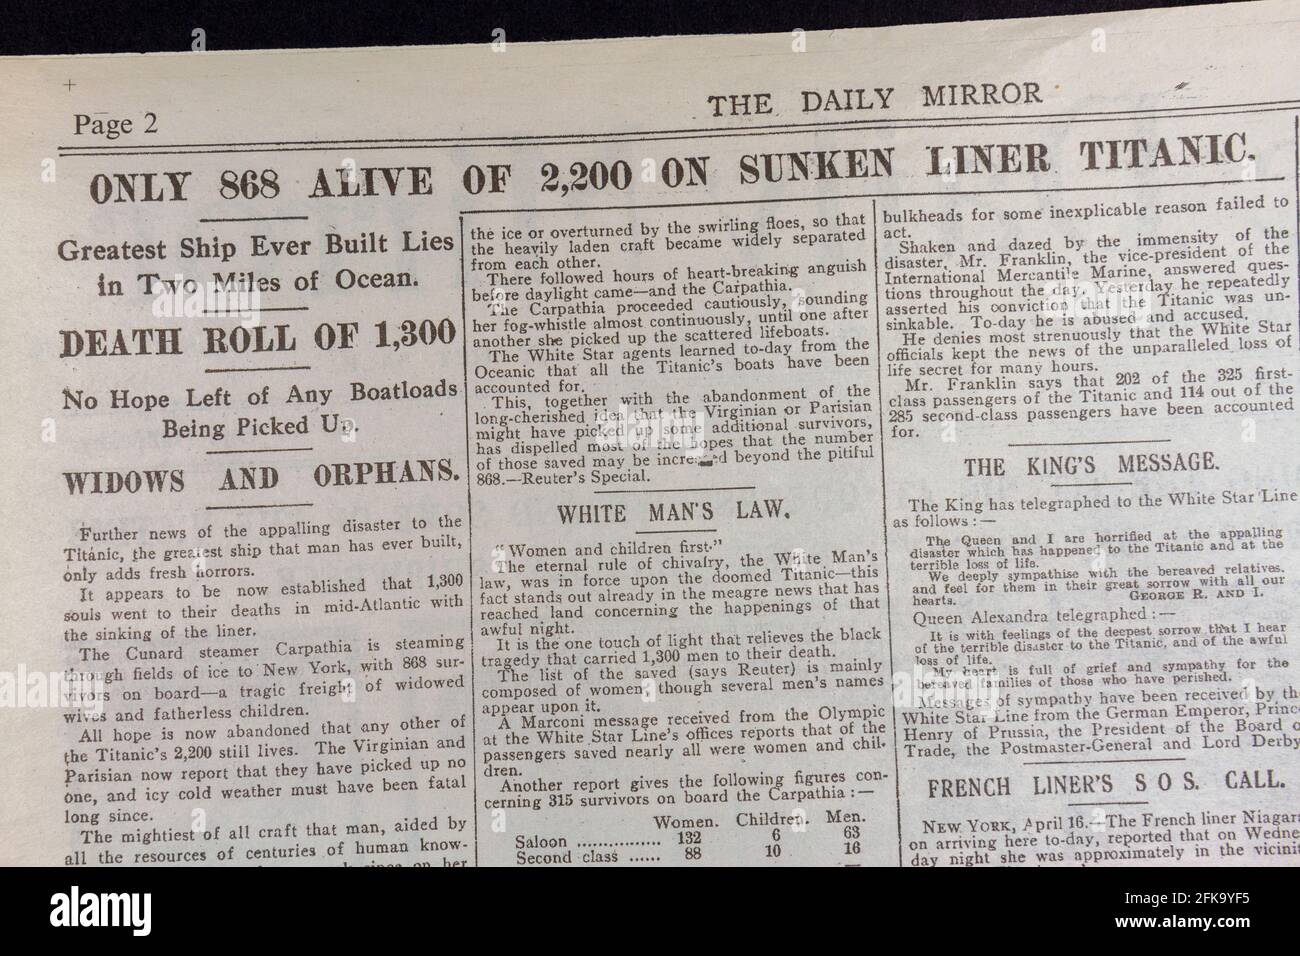 Page 2
THE DAILY MIRROR
ONLY 868 ALIVE OF 2,200 ON SUNKEN LINER TITANIC.
Greatest Ship Ever Built Lies
in Two Miles of Ocean.
DEATH ROLL OF 1,300
No Hope Left of Any Boatloads
Being Picked Up.
WIDOWS AND ORPHANS.
Further news of the appalling disaster to the
Titanic, the greatest ship that man has ever built,
only adds fresh horrors.
It appears to be now established that 1,300
souls went to their deaths in mid-Atlantic with
the sinking of the liner.
The Cunard steamer Carpathia is steaming
through fields of ice to New York, with 868 sur-
vivors on board—a tragic freight of widowed
wives and fatherless children.
All hope is now abandoned that any other of
the Titanic's 2,200 still lives. The Virginian and
Parisian now report that they have picked up no
one, and icy cold weather must have been fatal
long since.
The mightiest of all craft that man, aided by
all the resources of centuries of human know-
on her
the ice or overturned by the swirling floes, so that
the heavily laden craft became widely separated
from each other.
There followed hours of heart-breaking anguish
before daylight came—and the Carpathia.
The Carpathia proceeded cautiously, sounding
her fog-whistle almost continuously, until one after
another she picked up the scattered lifeboats.
The White Star agents learned to-day from the
Oceanic that all the Titanic's boats have been
accounted for.
This, together with the abandonment of the
long-cherished idea that the Virginian or Parisian
might have picked up some additional survivors,
has dispelled most of the hopes that the number
of those saved may be increased beyond the pitiful
868.—Reuter's Special.
WHITE MAN'S LAW.
"Women and children first."
The eternal rule of chivalry, the White Man's
law, was in force upon the doomed Titanic—this
fact stands out already in the meagre news that has
reached land concerning the happenings of that
awful night.
It is the one touch of light that relieves the black
tragedy that carried 1,300 men to their death.
The list of the saved (says Reuter) is mainly
composed of women, though several men's names
appear upon it.
A Marconi message received from the Olympic
at the White Star Line's offices reports that of the
passengers saved nearly all were women and chil-
dren.
Another report gives the following figures con-
cerning 315 survivors on board the Carpathia:—
Women. Children. Men.
Saloon ................ 132 6 63
Second class ...... 88 10 16
bulkheads for some inexplicable reason failed to
act.
Shaken and dazed by the immensity of the
disaster, Mr. Franklin, the vice-president of the
International Mercantile Marine, answered ques-
tions throughout the day. Yesterday he repeatedly
asserted his conviction that the Titanic was un-
sinkable. To-day he is abused and accused.
He denies most strenuously that the White Star
officials kept the news of the unparalleled loss of
life secret for many hours.
Mr. Franklin says that 202 of the 325 first-
class passengers of the Titanic and 114 out of the
285 second-class passengers have been accounted
for.
THE KING'S MESSAGE.
The King has telegraphed to the White Star Line
as follows:—
The Queen and I are horrified at the appalling
disaster which has happened to the Titanic and at the
terrible loss of life.
We deeply sympathise with the bereaved relatives,
and feel for them in their great sorrow with all our
hearts. GEORGE R. AND I.
Queen Alexandra telegraphed:—
It is with feelings of the deepest sorrow that I hear
of the terrible disaster to the Titanic, and of the awful
loss of life.
My heart is full of grief and sympathy for the
bereaved families of those who have perished.
Messages of sympathy have been received by the
White Star Line from the German Emperor, Prince
Henry of Prussia, the President of the Board o
Trade, the Postmaster-General and Lord Derby
FRENCH LINER'S S O S. CALL.
NEW YORK, April 16.—The French liner Niagara
on arriving here to-day, reported that on Wednes
day night she was approximately in the vicinit
alamy
Image ID: 2FK9YF5
www.alamy.com